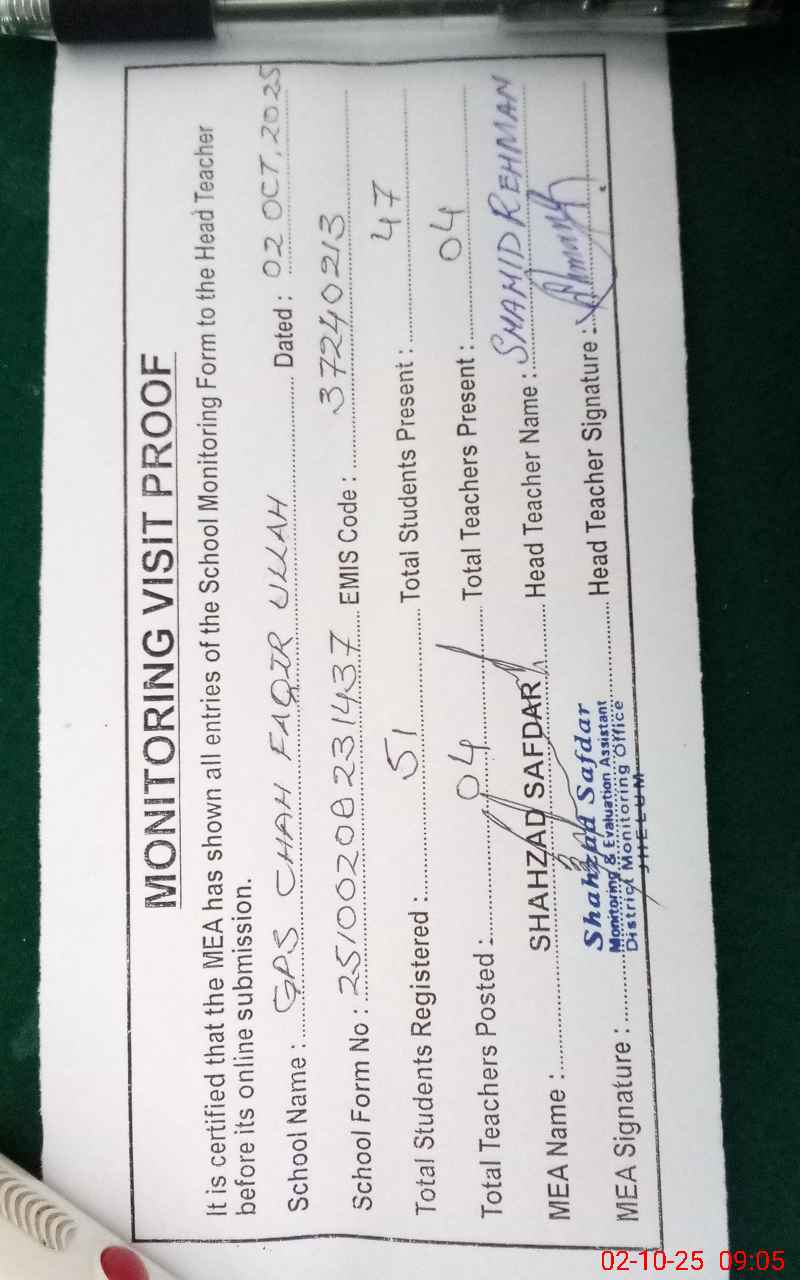 MONITORING VISIT PROOF
It is certified that the MEA has shown all entries of the School Monitoring Form to the Head Teacher
before its online submission.
School Name : GPS CHAH FAQIR ULLAH Dated : 02 OCT, 2025
School Form No : 25100208231437 EMIS Code : 37240213
Total Students Registered : 51 Total Students Present : 47
Total Teachers Posted : 04 Total Teachers Present : 04
MEA Name : SHAHZAD SAFDAR Head Teacher Name : SHAHID REHMAN
MEA Signature : Head Teacher Signature :
Shahzad Safdar
Monitoring & Evaluation Assistant
District Monitoring Office
JHELUM
02-10-25 09:05